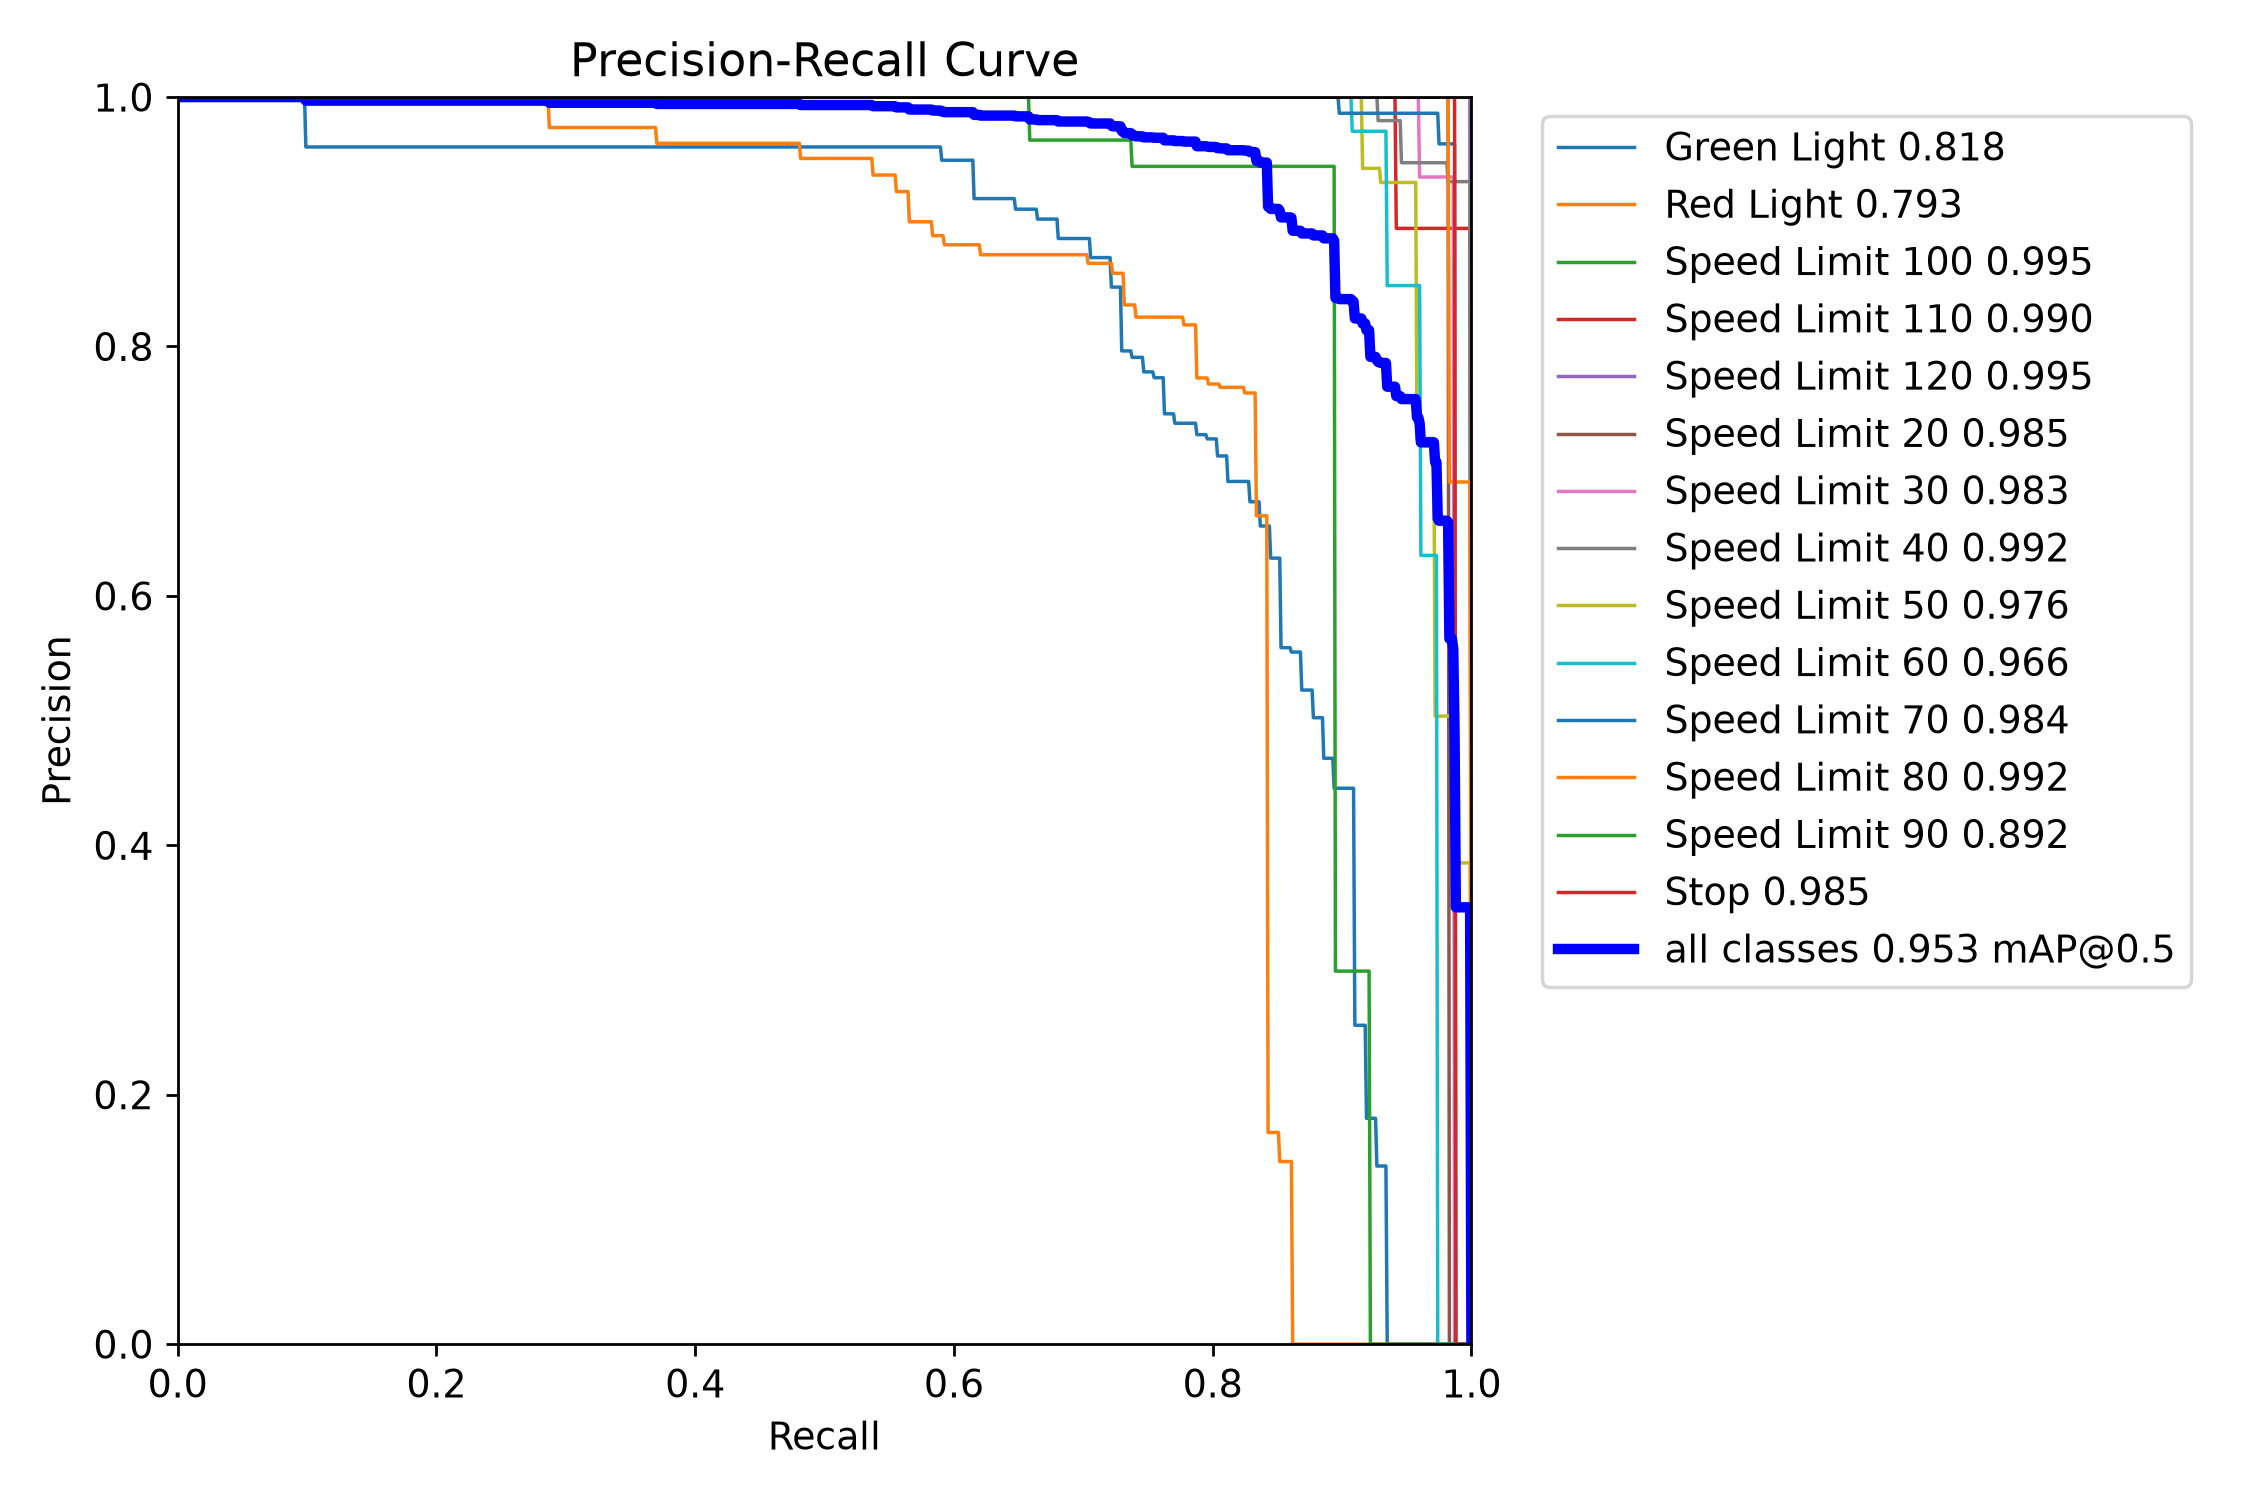 Precision-Recall Curve
1.0
0.8
0.6
0.4
0.2
0.0
Precision
0.0 0.2 0.4 0.6 0.8 1.0
Recall
Green Light 0.818
Red Light 0.793
Speed Limit 100 0.995
Speed Limit 110 0.990
Speed Limit 120 0.995
Speed Limit 20 0.985
Speed Limit 30 0.983
Speed Limit 40 0.992
Speed Limit 50 0.976
Speed Limit 60 0.966
Speed Limit 70 0.984
Speed Limit 80 0.992
Speed Limit 90 0.892
Stop 0.985
all classes 0.953 mAP@0.5